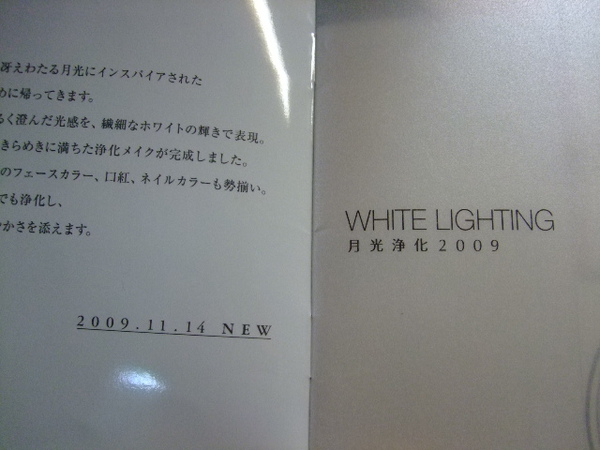 冴えわたる月光にインスパイアされた
めに帰ってきます。
るく澄んだ光感を、繊細なホワイトの輝きで表現。
きらめきに満ちた浄化メイクが完成しました。
のフェースカラー、口紅、ネイルカラーも勢揃い。
でも浄化し、
やかさを添えます。
2009.11.14 NEW
WHITE LIGHTING
月光浄化2009